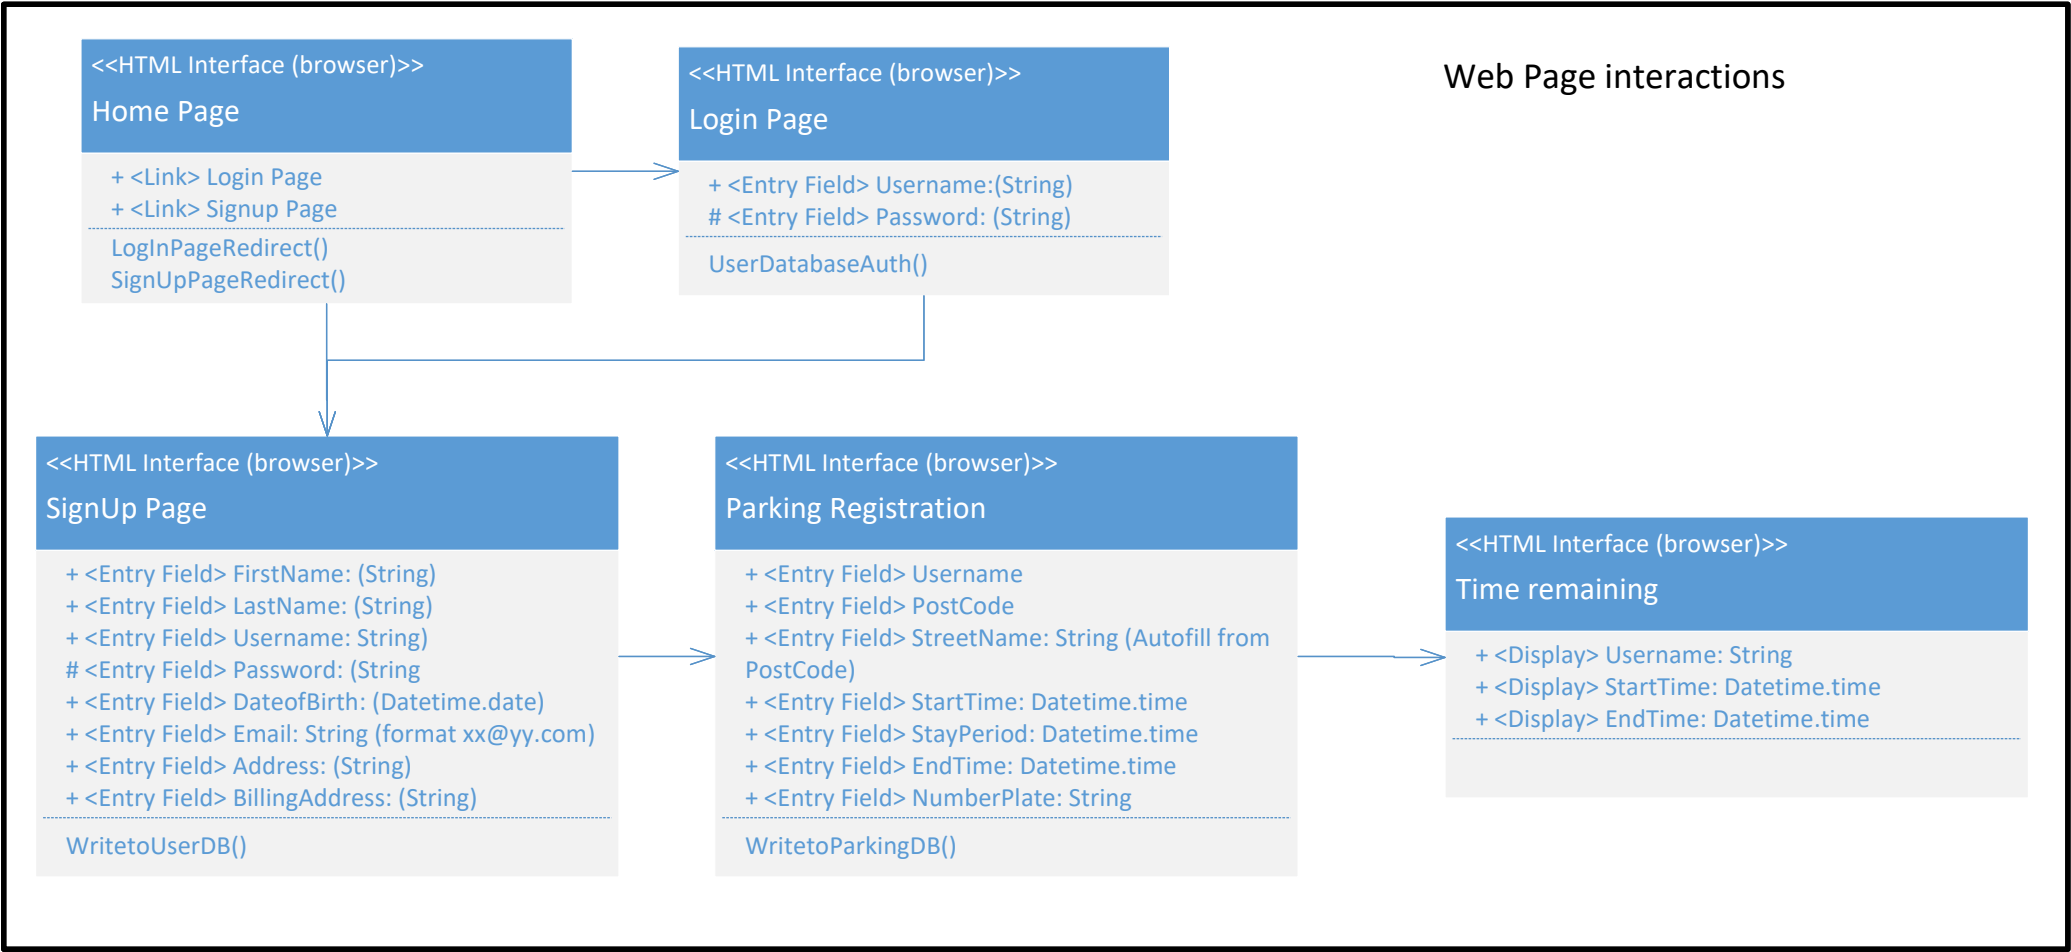 <<HTML Interface (browser)>>
Home Page
+ <Link> Login Page
+ <Link> Signup Page
LogInPageRedirect()
SignUpPageRedirect()
<<HTML Interface (browser)>>
Login Page
+ <Entry Field> Username:(String)
# <Entry Field> Password: (String)
UserDatabaseAuth()
Web Page interactions
<<HTML Interface (browser)>>
SignUp Page
+ <Entry Field> FirstName: (String)
+ <Entry Field> LastName: (String)
+ <Entry Field> Username: String)
# <Entry Field> Password: (String
+ <Entry Field> DateofBirth: (Datetime.date)
+ <Entry Field> Email: String (format xx@yy.com)
+ <Entry Field> Address: (String)
+ <Entry Field> BillingAddress: (String)
WritetoUserDB()
<<HTML Interface (browser)>>
Parking Registration
+ <Entry Field> Username
+ <Entry Field> PostCode
+ <Entry Field> StreetName: String (Autofill from
PostCode)
+ <Entry Field> StartTime: Datetime.time
+ <Entry Field> StayPeriod: Datetime.time
+ <Entry Field> EndTime: Datetime.time
+ <Entry Field> NumberPlate: String
WritetoParkingDB()
<<HTML Interface (browser)>>
Time remaining
+ <Display> Username: String
+ <Display> StartTime: Datetime.time
+ <Display> EndTime: Datetime.time